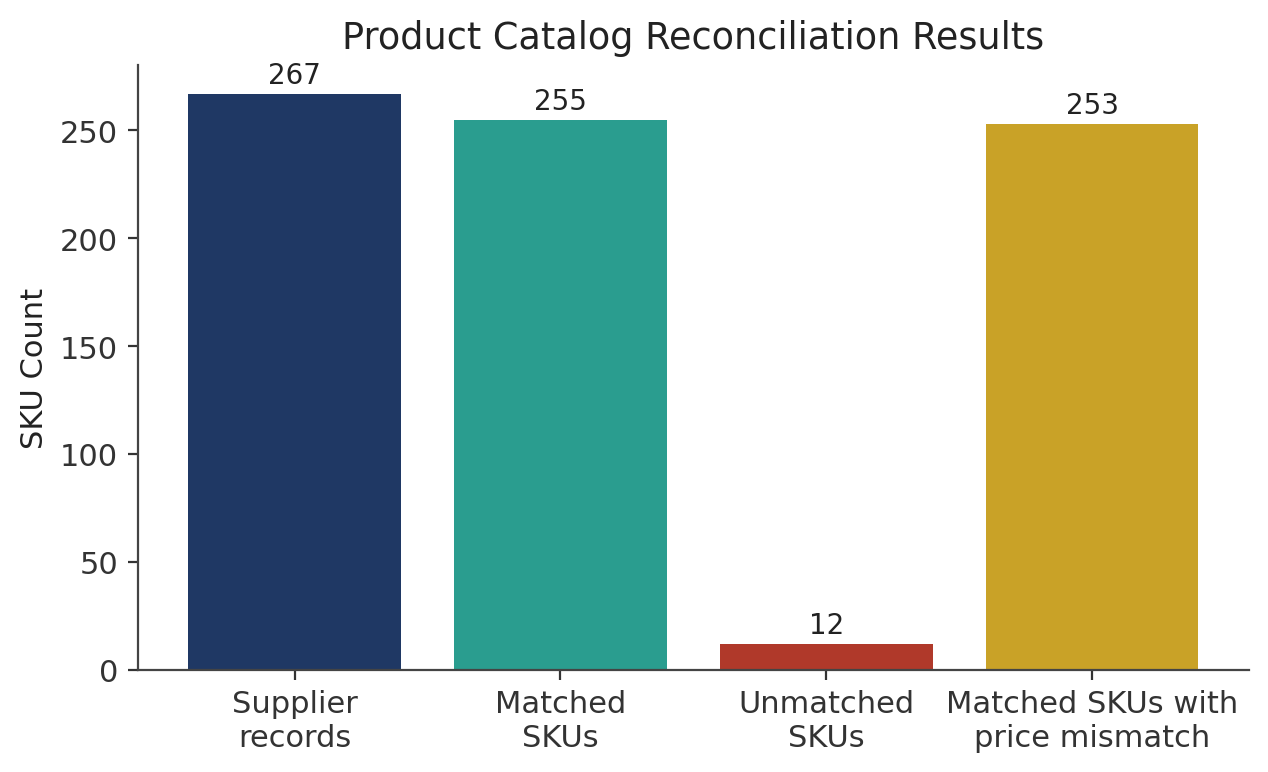 Product Catalog Reconciliation Results
267
255
12
253
SKU Count
250
200
150
100
50
0
Supplier
records
Matched
SKUs
Unmatched
SKUs
Matched SKUs with
price mismatch